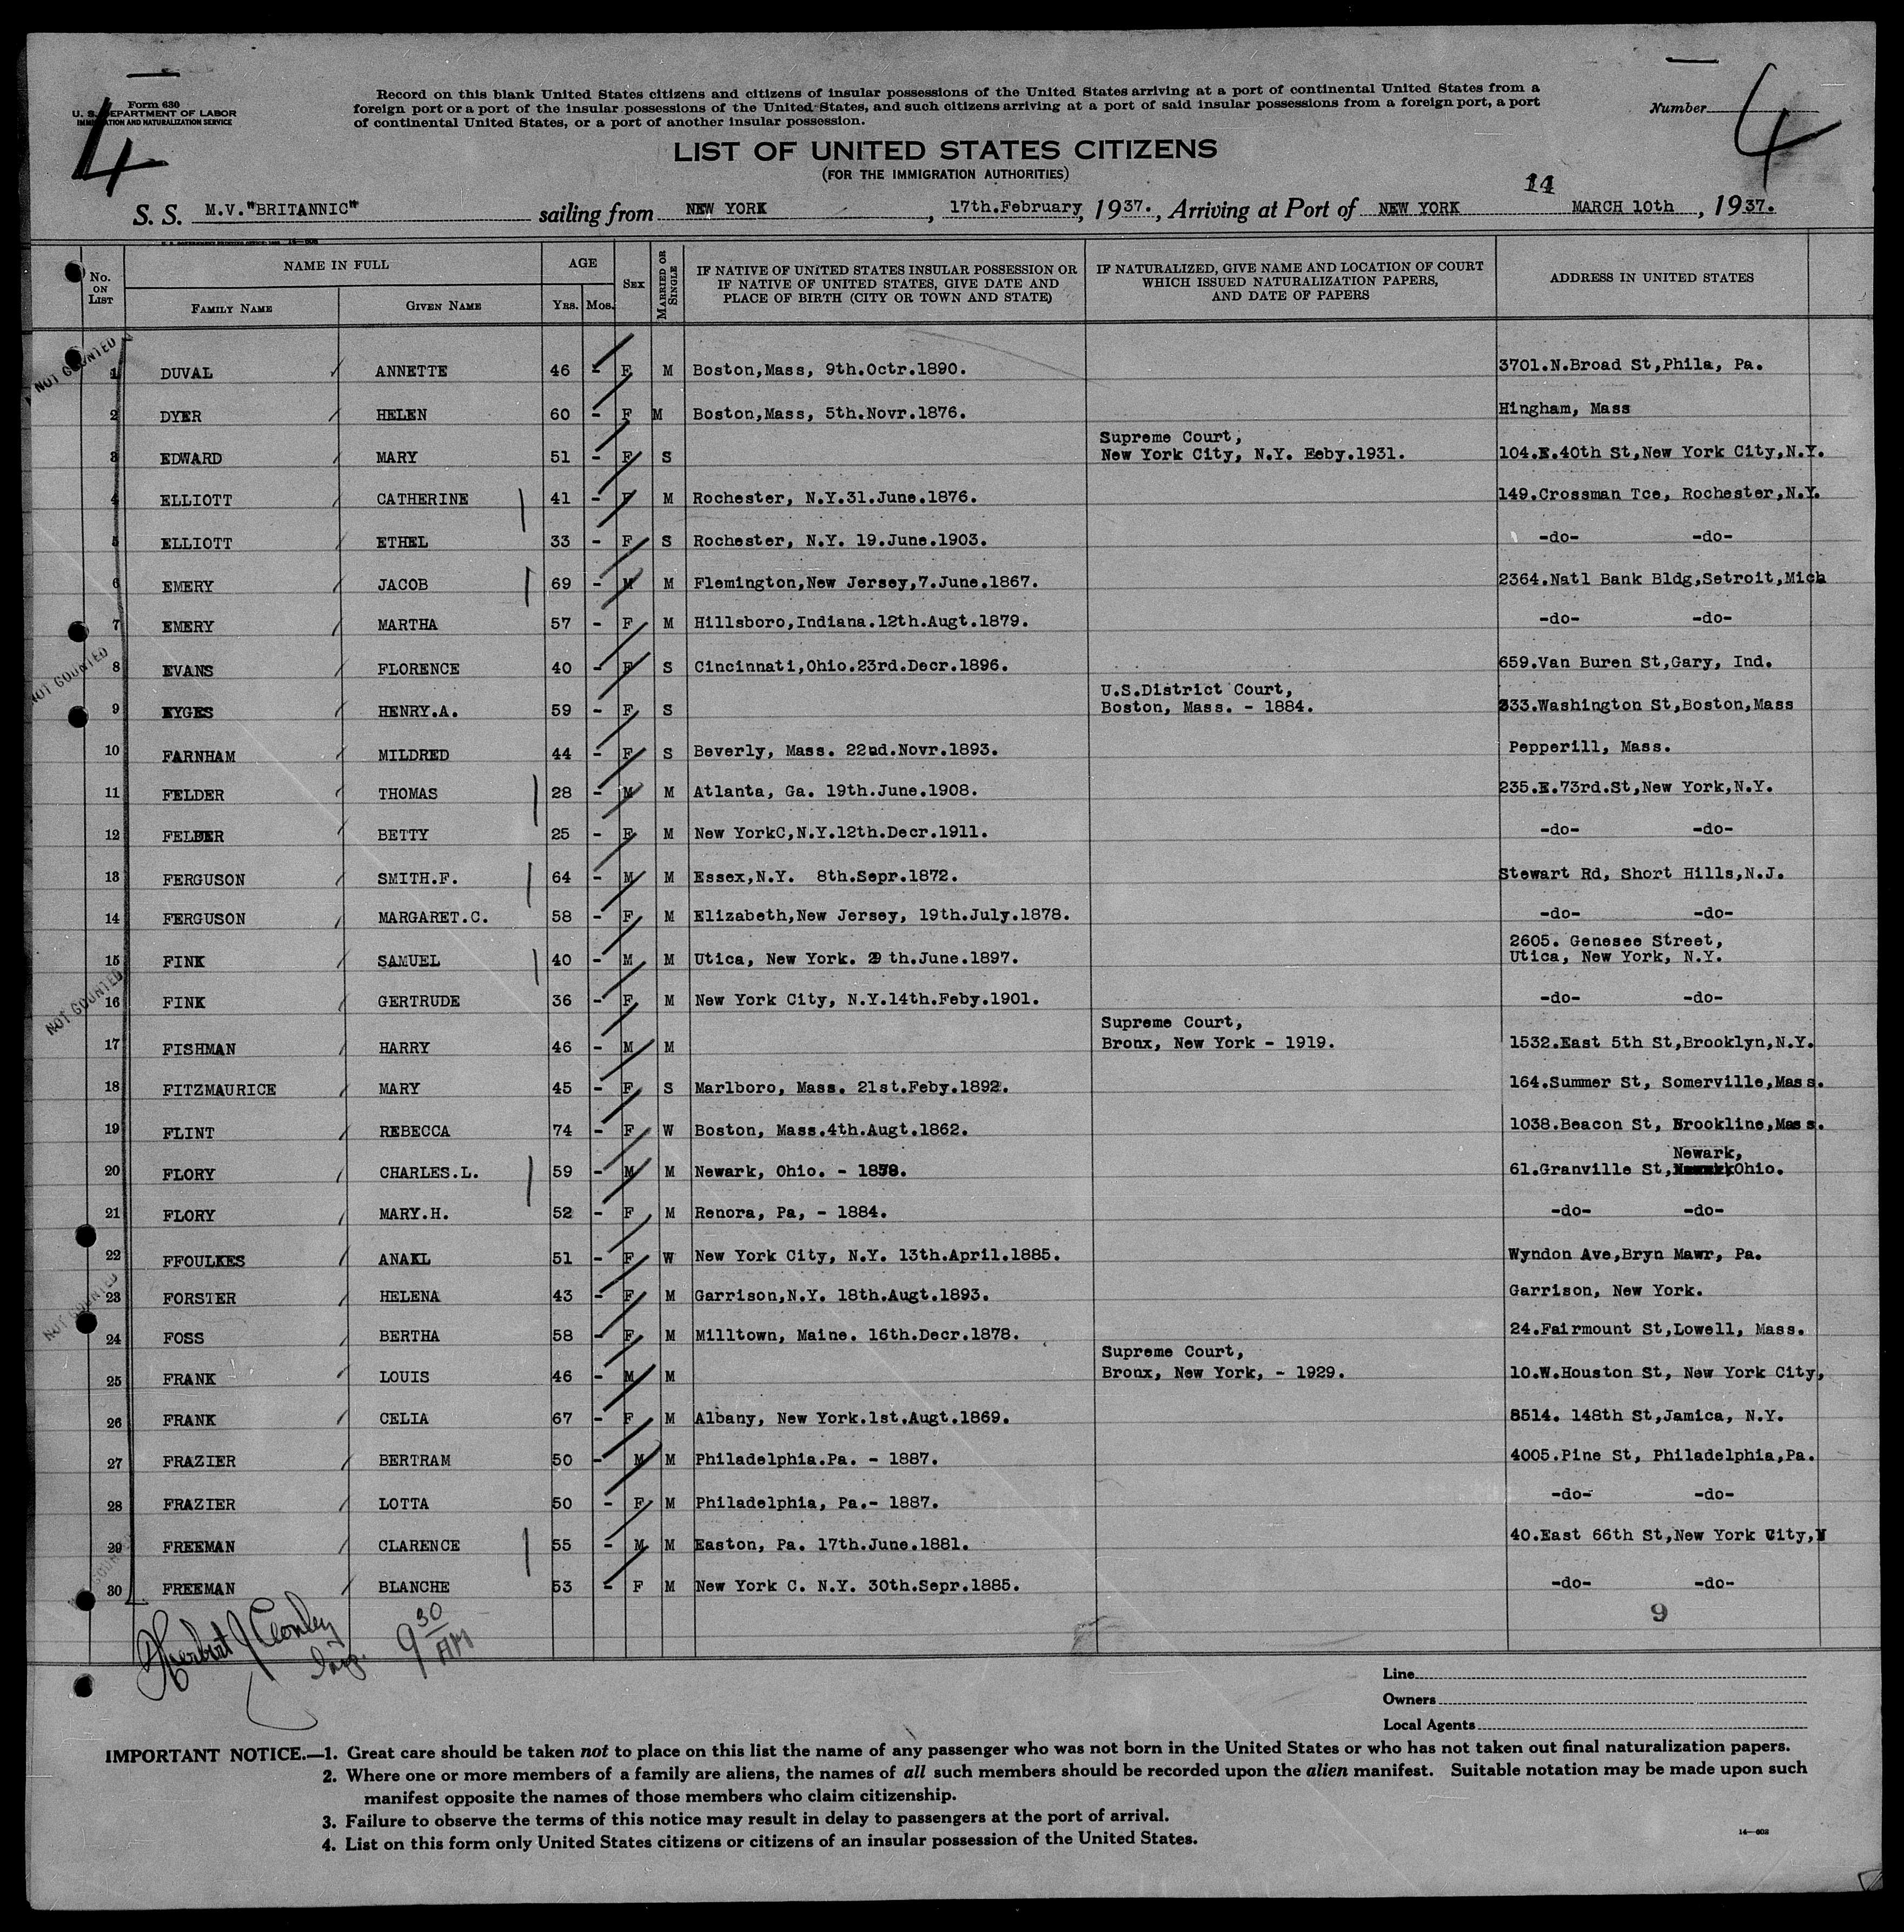 Form 630
U. S. DEPARTMENT OF LABOR
IMMIGRATION AND NATURALIZATION SERVICE
4
Record on this blank United States citizens and citizens of insular possessions of the United States arriving at a port of continental United States from a
foreign port or a port of the insular possessions of the United States, and such citizens arriving at a port of said insular possessions from a foreign port, a port
of continental United States, or a port of another insular possession.
Number 4
LIST OF UNITED STATES CITIZENS
(FOR THE IMMIGRATION AUTHORITIES)
14
S. S. M.V."BRITANNIC" sailing from NEW YORK, 17th.February, 1937., Arriving at Port of NEW YORK MARCH 10th, 1937.
No. ON LIST NAME IN FULL FAMILY NAME GIVEN NAME AGE YRS. MOS. SEX MARRIED OR SINGLE IF NATIVE OF UNITED STATES INSULAR POSSESSION OR IF NATIVE OF UNITED STATES, GIVE DATE AND PLACE OF BIRTH (CITY OR TOWN AND STATE) IF NATURALIZED, GIVE NAME AND LOCATION OF COURT WHICH ISSUED NATURALIZATION PAPERS, AND DATE OF PAPERS ADDRESS IN UNITED STATES
NOT COUNTED
1 DUVAL ANNETTE 46 - F M Boston,Mass, 9th.Octr.1890. 3701.N.Broad St,Phila, Pa.
2 DYER HELEN 60 - F M Boston,Mass, 5th.Novr.1876. Hingham, Mass
Supreme Court,
3 EDWARD MARY 51 - F S New York City, N.Y. Feby.1931. 104.E.40th St,New York City,N.Y.
4 ELLIOTT CATHERINE 41 - F M Rochester, N.Y.31.June.1876. 149.Crossman Tce, Rochester,N.Y.
5 ELLIOTT ETHEL 33 - F S Rochester, N.Y. 19.June.1903. -do- -do-
6 EMERY JACOB 69 - M M Flemington,New Jersey,7.June.1867. 2364.Natl Bank Bldg,Setroit,Mich
7 EMERY MARTHA 57 - F M Hillsboro,Indiana.12th.Augt.1879. -do- -do-
NOT COUNTED
8 EVANS FLORENCE 40 - F S Cincinnati,Ohio.23rd.Decr.1896. 659.Van Buren St,Gary, Ind.
U.S.District Court,
9 EYGES HENRY.A. 59 - F S Boston, Mass. - 1884. 333.Washington St,Boston,Mass
10 FARNHAM MILDRED 44 - F S Beverly, Mass. 22nd.Novr.1893. Pepperill, Mass.
11 FELDER THOMAS 28 - M M Atlanta, Ga. 19th.June.1908. 235.E.73rd.St,New York,N.Y.
12 FELDER BETTY 25 - F M New YorkC,N.Y.12th.Decr.1911. -do- -do-
13 FERGUSON SMITH.F. 64 - M M Essex,N.Y. 8th.Sepr.1872. Stewart Rd, Short Hills,N.J.
14 FERGUSON MARGARET.C. 58 - F M Elizabeth,New Jersey, 19th.July.1878. -do- -do-
2605. Genesee Street,
15 FINK SAMUEL 40 - M M Utica, New York. th.June.1897. Utica, New York, N.Y.
NOT COUNTED
16 FINK GERTRUDE 36 - F M New York City, N.Y.14th.Feby.1901. -do- -do-
Supreme Court,
17 FISHMAN HARRY 46 - M M Bronx, New York - 1919. 1532.East 5th St,Brooklyn,N.Y.
18 FITZMAURICE MARY 45 - F S Marlboro, Mass. 21st.Feby.1892. 164.Summer St, Somerville,Mass.
19 FLINT REBECCA 74 - F W Boston, Mass.4th.Augt.1862. 1038.Beacon St, Brookline,Mass.
Newark,
20 FLORY CHARLES.L. 59 - M M Newark, Ohio. - 1878. 61.Granville St, Ohio.
21 FLORY MARY.H. 52 - F M Renora, Pa, - 1884. -do- -do-
22 FFOULKES ANAKL 51 - F W New York City, N.Y. 13th.April.1885. Wyndon Ave,Bryn Mawr, Pa.
NOT COUNTED
23 FORSTER HELENA 43 - F M Garrison,N.Y. 18th.Augt.1893. Garrison, New York.
24 FOSS BERTHA 58 - F M Milltown, Maine. 16th.Decr.1878. 24.Fairmount St,Lowell, Mass.
Supreme Court,
25 FRANK LOUIS 46 - M M Bronx, New York, - 1929. 10.W.Houston St, New York City,
26 FRANK CELIA 67 - F M Albany, New York.1st.Augt.1869. 8514. 148th St,Jamica, N.Y.
27 FRAZIER BERTRAM 50 - M M Philadelphia.Pa. - 1887. 4005.Pine St, Philadelphia,Pa.
28 FRAZIER LOTTA 50 - F M Philadelphia, Pa.- 1887. -do- -do-
29 FREEMAN CLARENCE 55 - M M Easton, Pa. 17th.June.1881. 40.East 66th St,New York City,N
30 FREEMAN BLANCHE 53 - F M New York C. N.Y. 30th.Sepr.1885. -do- -do-
9
Herbert J Conley
Insp. 9 30 AM
Line
Owners
Local Agents
IMPORTANT NOTICE.—1. Great care should be taken not to place on this list the name of any passenger who was not born in the United States or who has not taken out final naturalization papers.
2. Where one or more members of a family are aliens, the names of all such members should be recorded upon the alien manifest. Suitable notation may be made upon such
manifest opposite the names of those members who claim citizenship.
3. Failure to observe the terms of this notice may result in delay to passengers at the port of arrival.
4. List on this form only United States citizens or citizens of an insular possession of the United States.
14—608